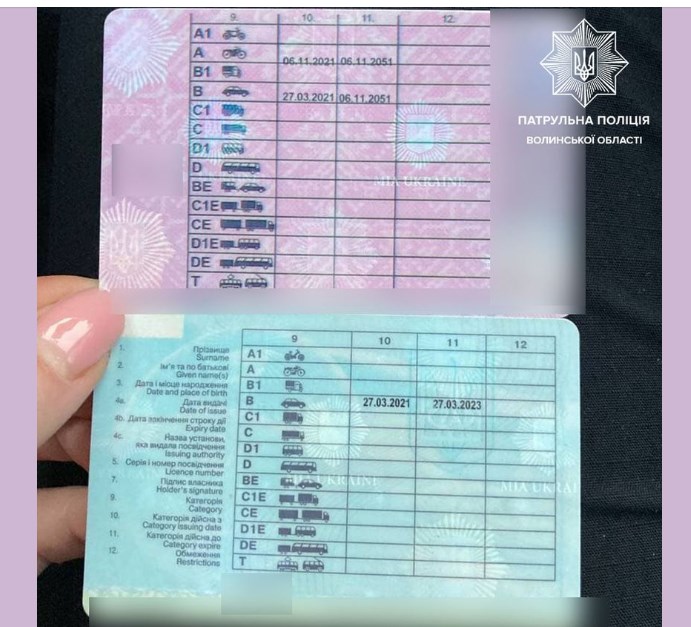 9. 10. 11. 12.
A1
A 06.11.2021 06.11.2051
B1
B 27.03.2021 06.11.2051
C1
C
D1
D
BE
C1E
CE
D1E
DE
T
MIA UKRAINE
ПАТРУЛЬНА ПОЛІЦІЯ
ВОЛИНСЬКОЇ ОБЛАСТІ
1. Прізвище
Surname
2. Ім'я та по батькові
Given name(s)
3. Дата і місце народження
Date and place of birth
4a. Дата видачі
Date of issue
4b. Дата закінчення строку дії
Expiry date
4c. Назва установи,
яка видала посвідчення
Issuing authority
5. Серія і номер посвідчення
Licence number
7. Підпис власника
Holder's signature
9. Категорія
Category
10. Категорія дійсна з
Category issuing date
11. Категорія дійсна до
Category expire
12. Обмеження
Restrictions
9 10 11 12
A1
A
B1
B 27.03.2021 27.03.2023
C1
C
D1
D
BE
C1E
CE
D1E
DE
T
UKRAINE
MIA UKRAI